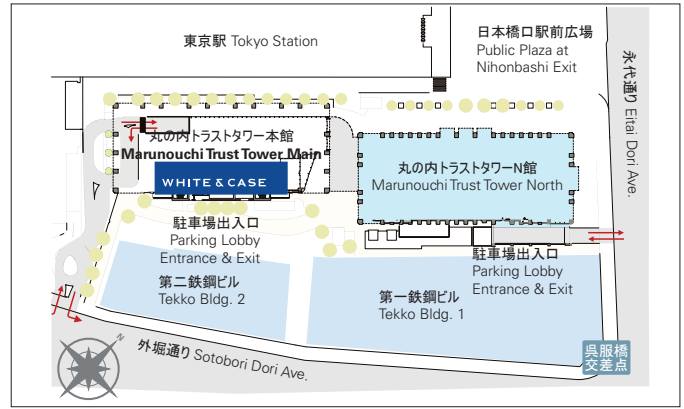 東京駅 Tokyo Station
日本橋口駅前広場
Public Plaza at
Nihonbashi Exit
永代通り Eitai Dori Ave.
丸の内トラストタワー本館
Marunouchi Trust Tower Main
WHITE & CASE
丸の内トラストタワーN館
Marunouchi Trust Tower North
駐車場出入口
Parking Lobby
Entrance & Exit
駐車場出入口
Parking Lobby
Entrance & Exit
第二鉄鋼ビル
Tekko Bldg. 2
第一鉄鋼ビル
Tekko Bldg. 1
外堀通り Sotobori Dori Ave.
呉服橋
交差点
N